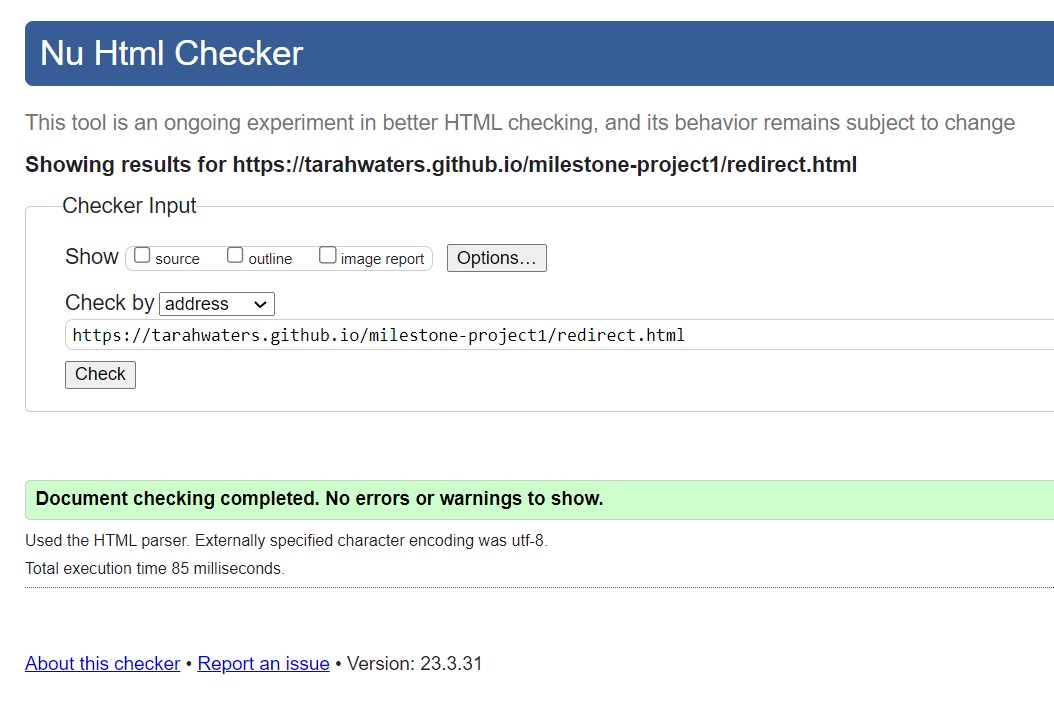 Nu Html Checker
This tool is an ongoing experiment in better HTML checking, and its behavior remains subject to change
Showing results for https://tarahwaters.github.io/milestone-project1/redirect.html
Checker Input
Show source outline image report Options...
Check by address
https://tarahwaters.github.io/milestone-project1/redirect.html
Check
Document checking completed. No errors or warnings to show.
Used the HTML parser. Externally specified character encoding was utf-8.
Total execution time 85 milliseconds.
About this checker • Report an issue • Version: 23.3.31